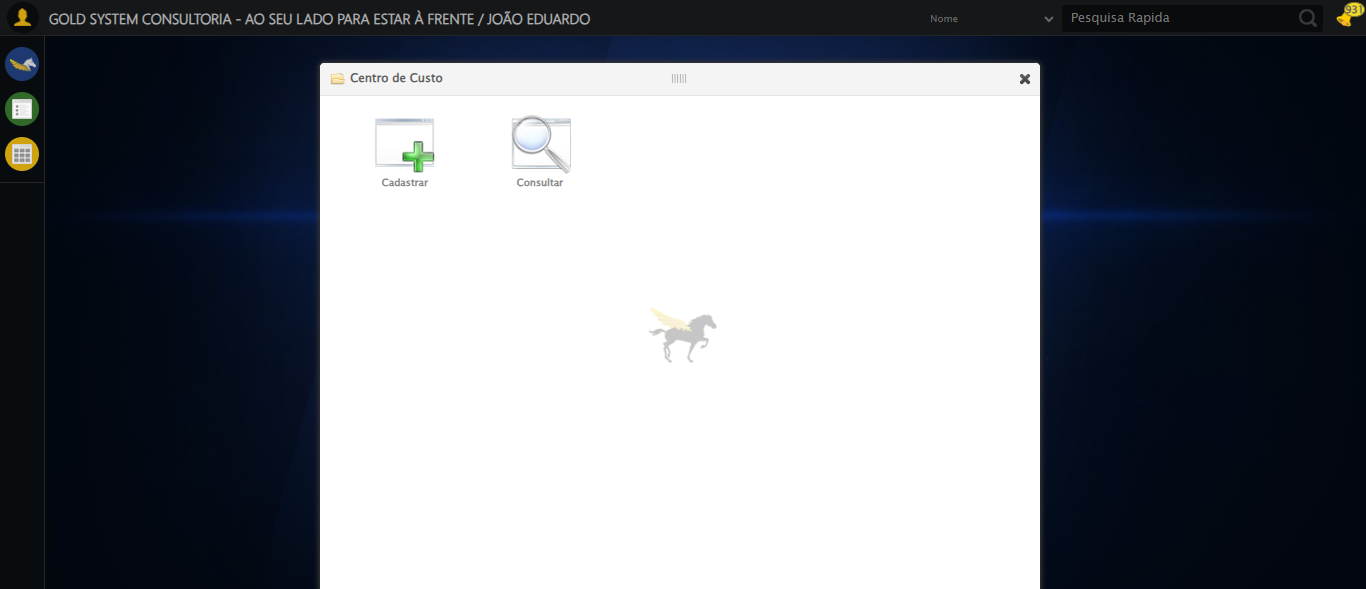 GOLD SYSTEM CONSULTORIA - AO SEU LADO PARA ESTAR À FRENTE / JOÃO EDUARDO
Nome
Pesquisa Rapida
931
Centro de Custo
Cadastrar
Consultar